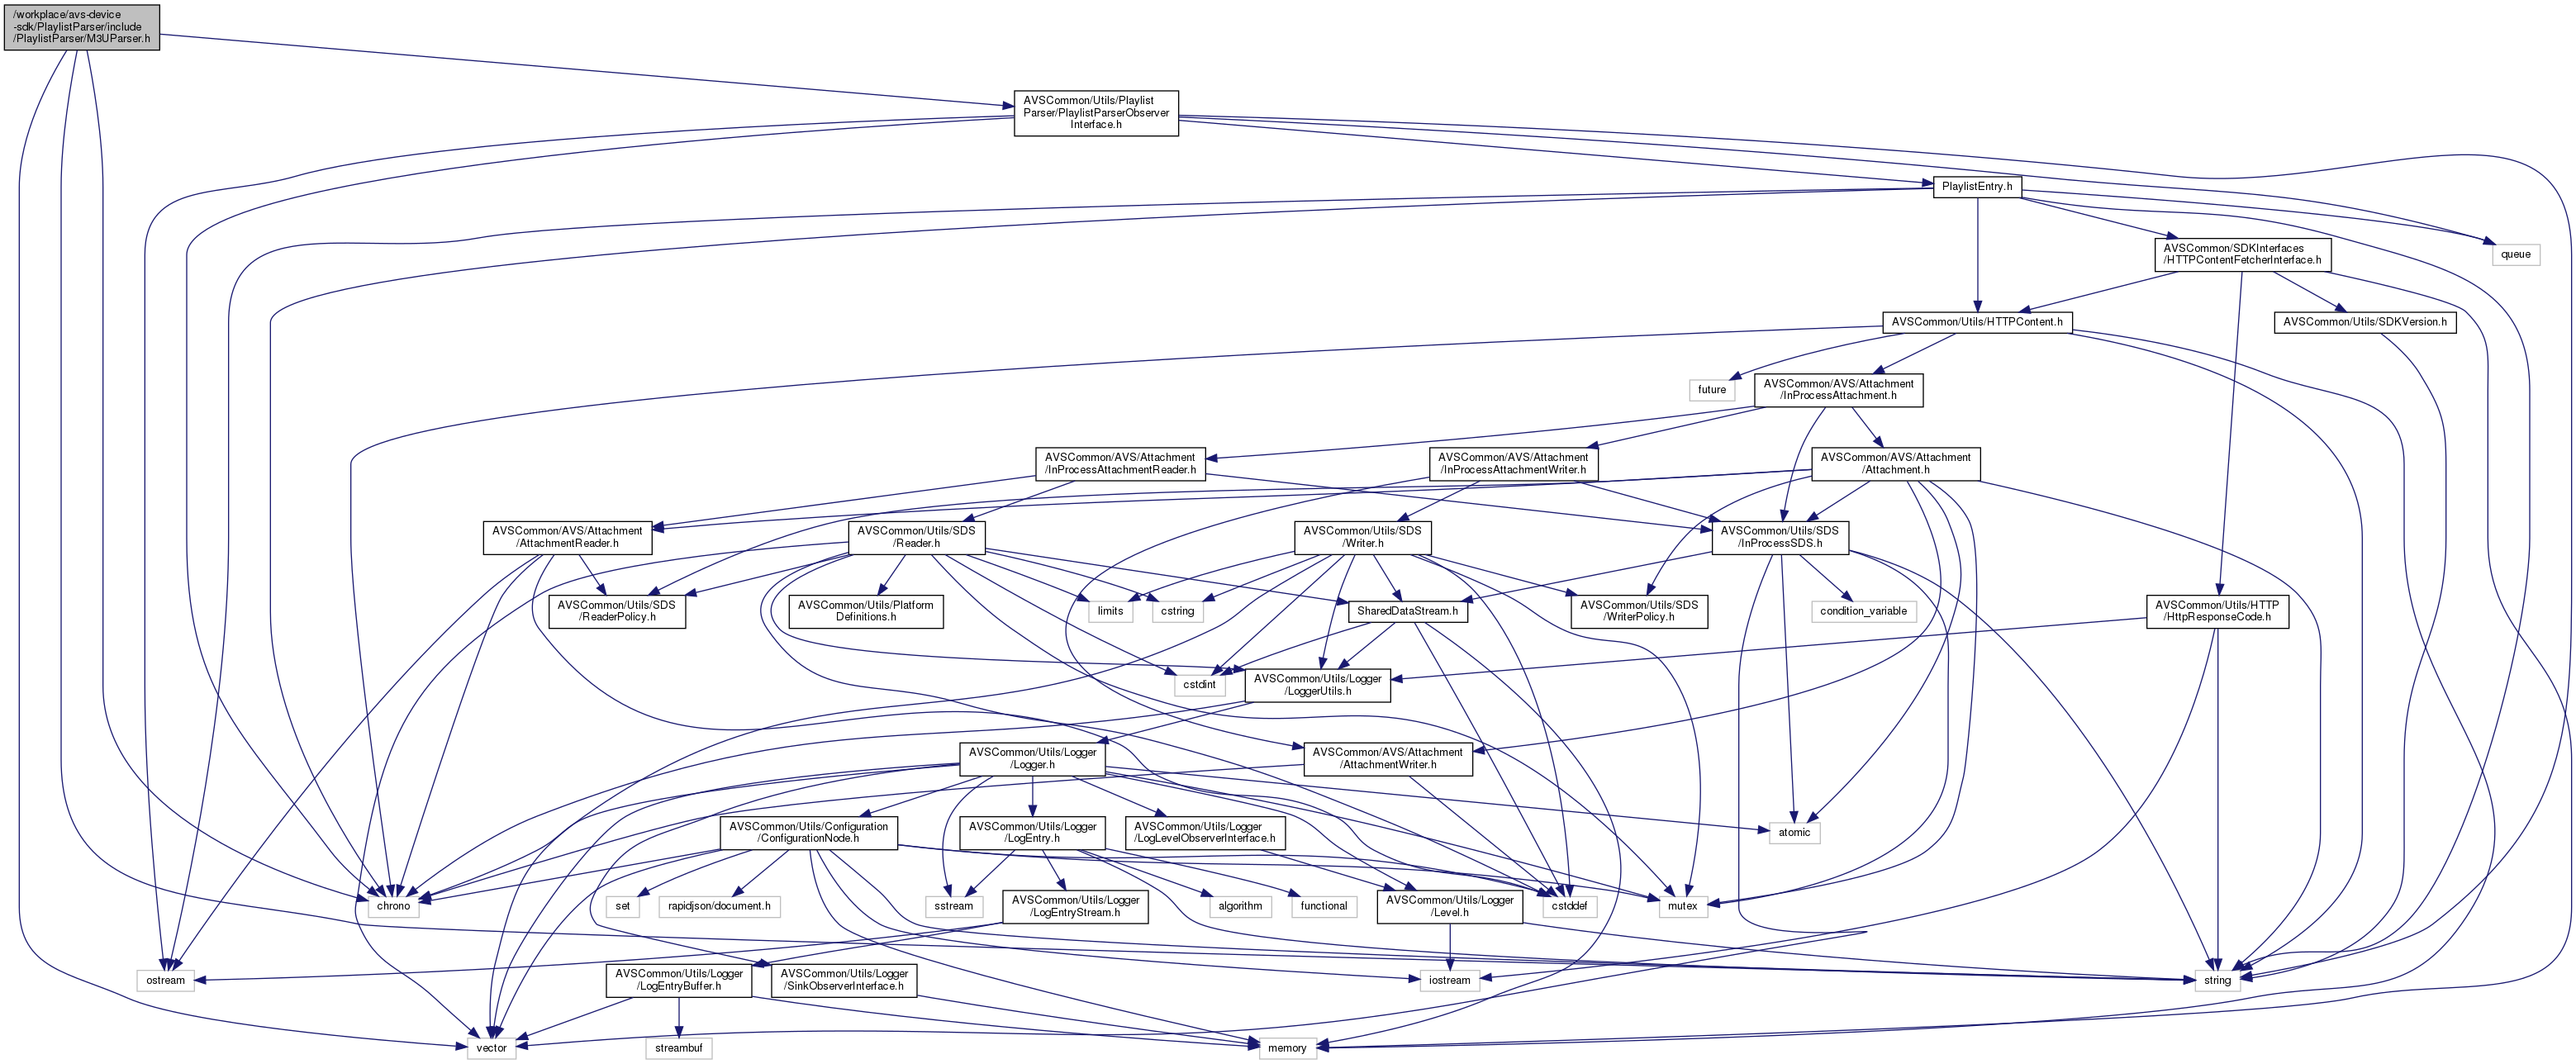 /workplace/avs-device
-sdk/PlaylistParser/include
/PlaylistParser/M3UParser.h
AVSCommon/Utils/Playlist
Parser/PlaylistParserObserver
Interface.h
PlaylistEntry.h
AVSCommon/SDKInterfaces
/HTTPContentFetcherInterface.h
queue
AVSCommon/Utils/HTTPContent.h
AVSCommon/Utils/SDKVersion.h
future
AVSCommon/AVS/Attachment
/InProcessAttachment.h
AVSCommon/AVS/Attachment
/InProcessAttachmentReader.h
AVSCommon/AVS/Attachment
/InProcessAttachmentWriter.h
AVSCommon/AVS/Attachment
/Attachment.h
AVSCommon/AVS/Attachment
/AttachmentReader.h
AVSCommon/Utils/SDS
/Reader.h
AVSCommon/Utils/SDS
/Writer.h
AVSCommon/Utils/SDS
/InProcessSDS.h
AVSCommon/Utils/SDS
/ReaderPolicy.h
AVSCommon/Utils/Platform
Definitions.h
limits
cstring
SharedDataStream.h
AVSCommon/Utils/SDS
/WriterPolicy.h
condition_variable
AVSCommon/Utils/HTTP
/HttpResponseCode.h
cstdint
AVSCommon/Utils/Logger
/LoggerUtils.h
AVSCommon/Utils/Logger
/Logger.h
AVSCommon/AVS/Attachment
/AttachmentWriter.h
AVSCommon/Utils/Configuration
/ConfigurationNode.h
AVSCommon/Utils/Logger
/LogEntry.h
AVSCommon/Utils/Logger
/LogLevelObserverInterface.h
atomic
chrono
set
rapidjson/document.h
sstream
AVSCommon/Utils/Logger
/LogEntryStream.h
algorithm
functional
AVSCommon/Utils/Logger
/Level.h
cstddef
mutex
ostream
AVSCommon/Utils/Logger
/LogEntryBuffer.h
AVSCommon/Utils/Logger
/SinkObserverInterface.h
iostream
string
vector
streambuf
memory